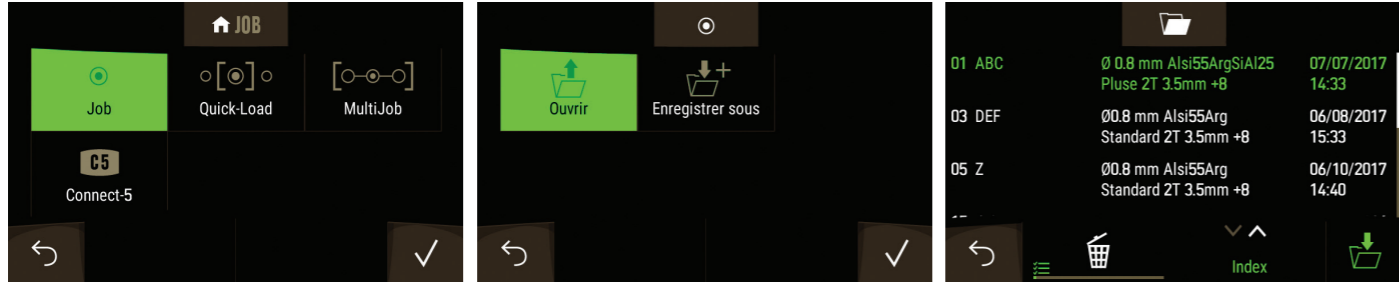 JOB
Job
Quick-Load
MultiJob
C5
Connect-5
Ouvrir
Enregistrer sous
01 ABC Ø 0.8 mm Alsi55ArgSiAl25 07/07/2017
Pluse 2T 3.5mm +8 14:33
03 DEF Ø0.8 mm Alsi55Arg 06/08/2017
Standard 2T 3.5mm +8 15:33
05 Z Ø0.8 mm Alsi55Arg 06/10/2017
Standard 2T 3.5mm +8 14:40
Index